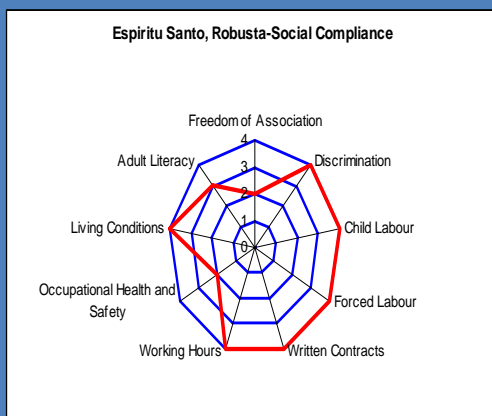 Espiritu Santo, Robusta-Social Compliance
Freedom of Association
4
Adult Literacy
Discrimination
3
2
Living Conditions
1
Child Labour
0
Occupational Health and
Safety
Forced Labour
Working Hours
Written Contracts